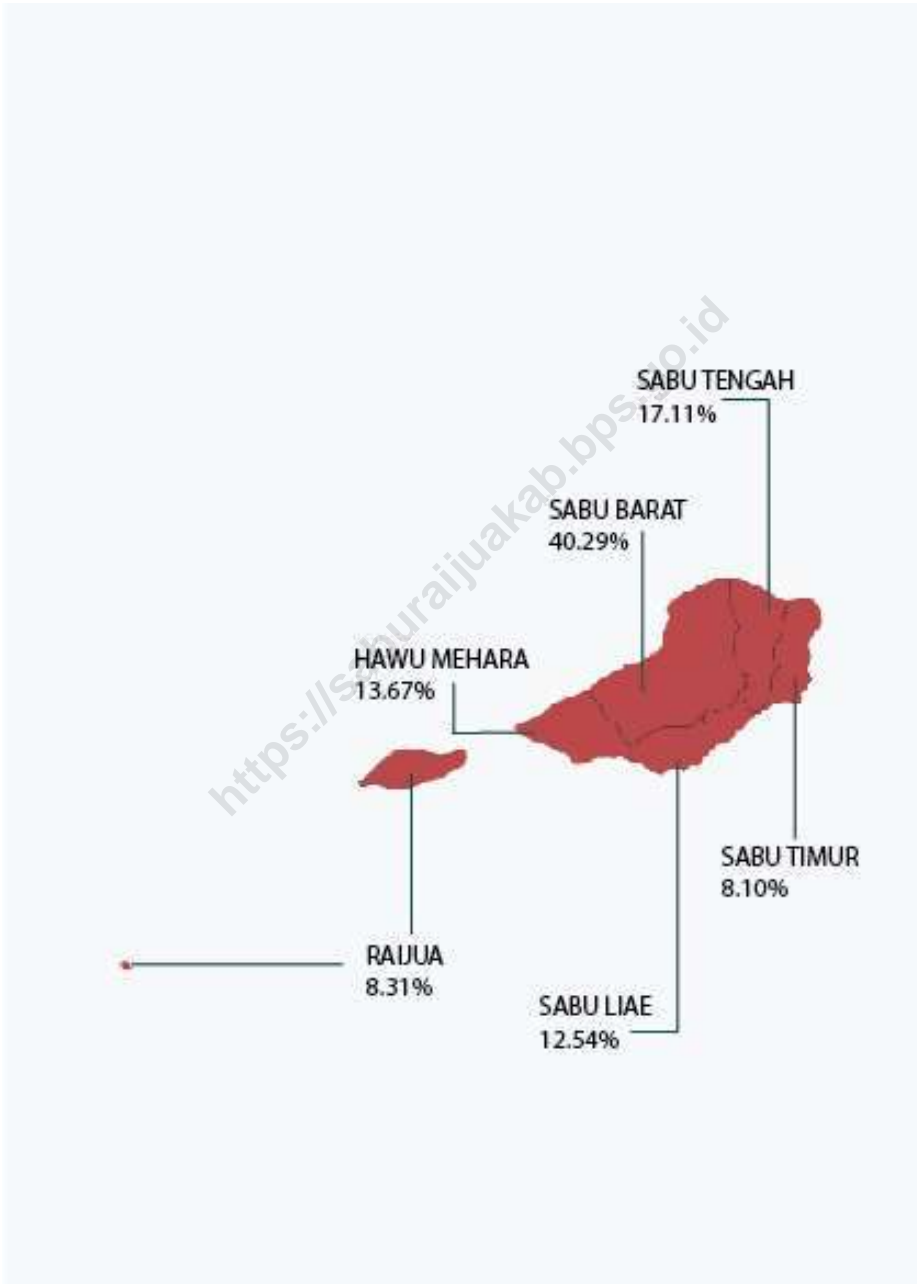 SABU TENGAH
17.11%
SABU BARAT
40.29%
HAWU MEHARA
13.67%
SABU TIMUR
8.10%
RAIJUA
8.31%
SABU LIAE
12.54%
https://saburaijuakab.bps.go.id